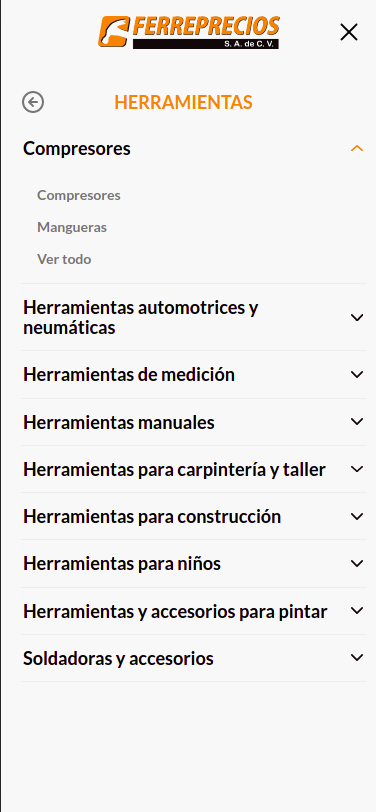 FERREPRECIOS
S. A. de C. V.
HERRAMIENTAS
Compresores
Compresores
Mangueras
Ver todo
Herramientas automotrices y
neumáticas
Herramientas de medición
Herramientas manuales
Herramientas para carpintería y taller
Herramientas para construcción
Herramientas para niños
Herramientas y accesorios para pintar
Soldadoras y accesorios